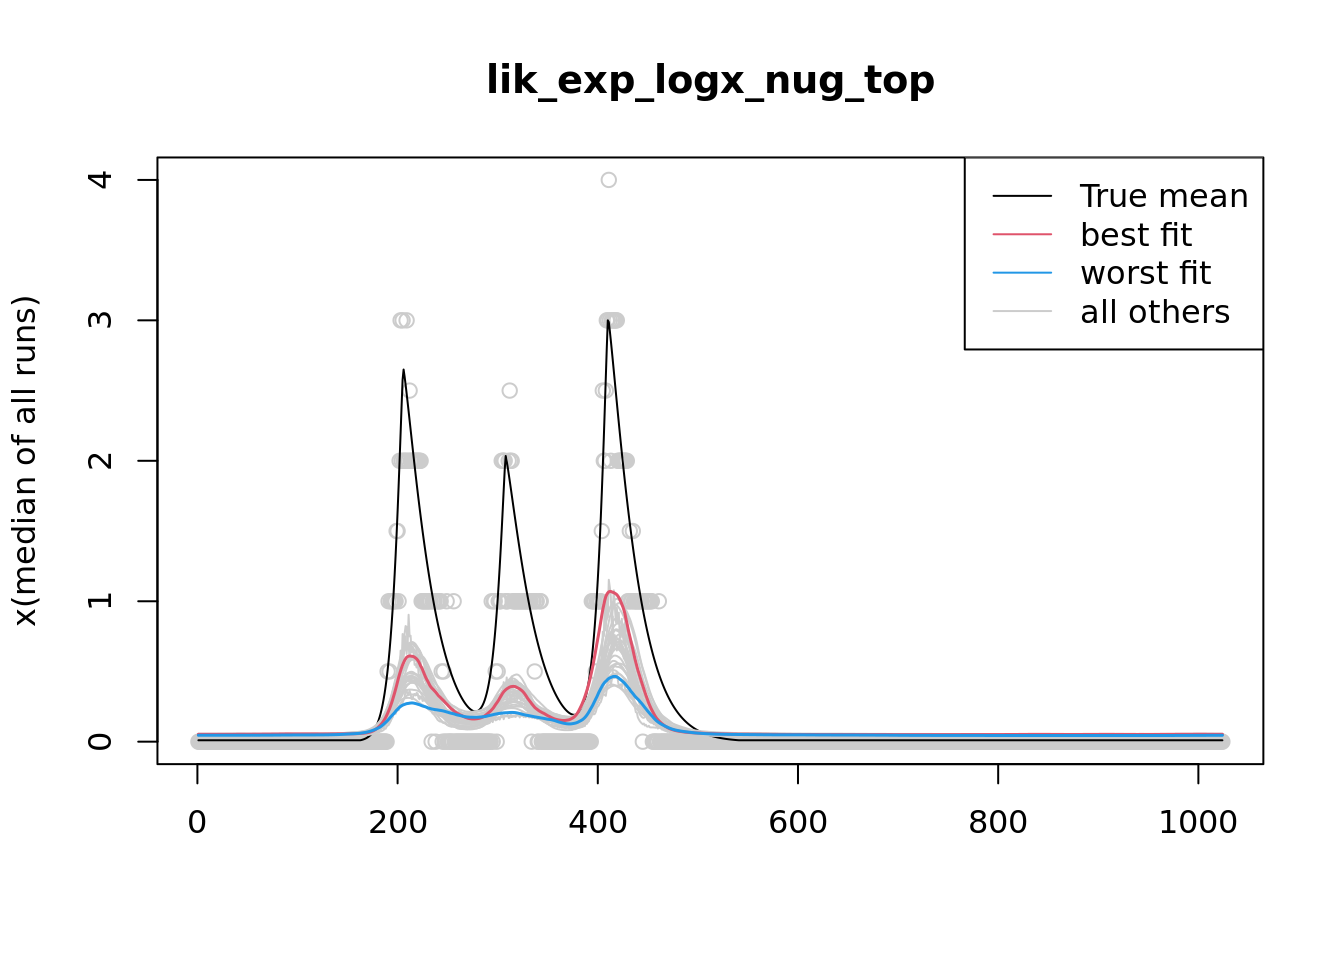 lik_exp_logx_nug_top
x(median of all runs)
4
3
2
1
0
True mean
best fit
worst fit
all others
0 200 400 600 800 1000